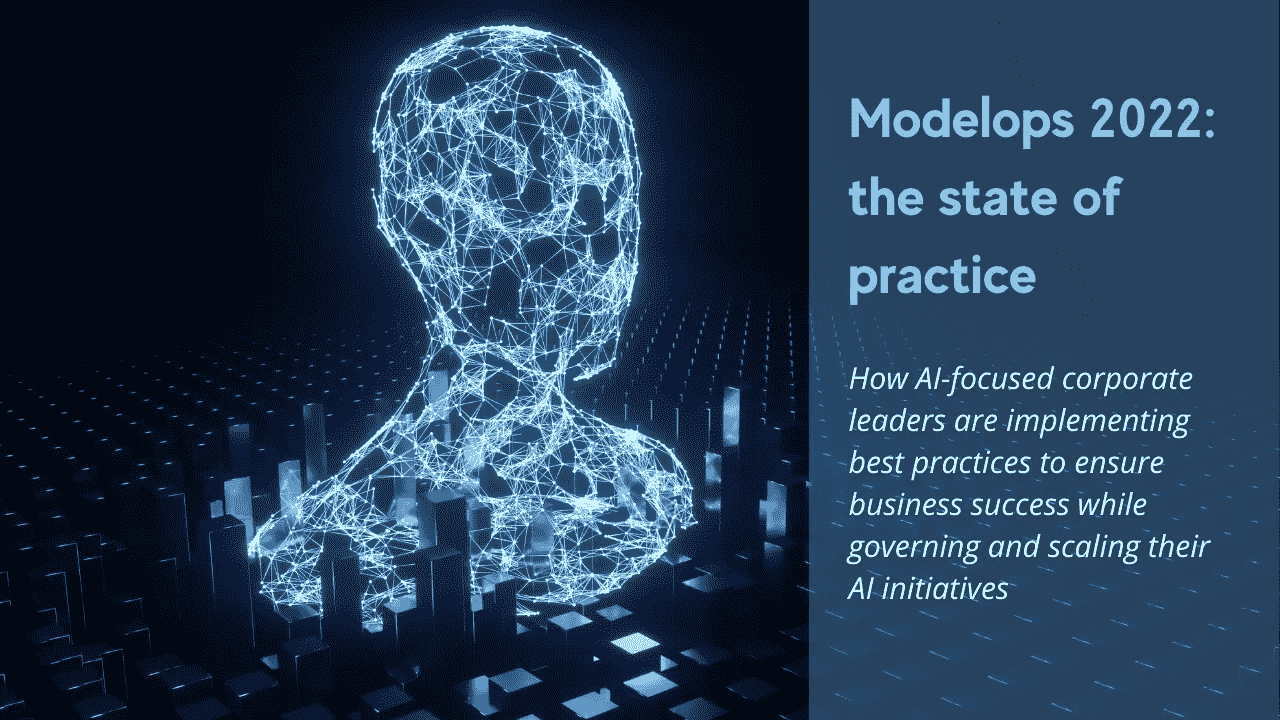 Modelops 2022:
the state of
practice
How AI-focused corporate
leaders are implementing
best practices to ensure
business success while
governing and scaling their
AI initiatives